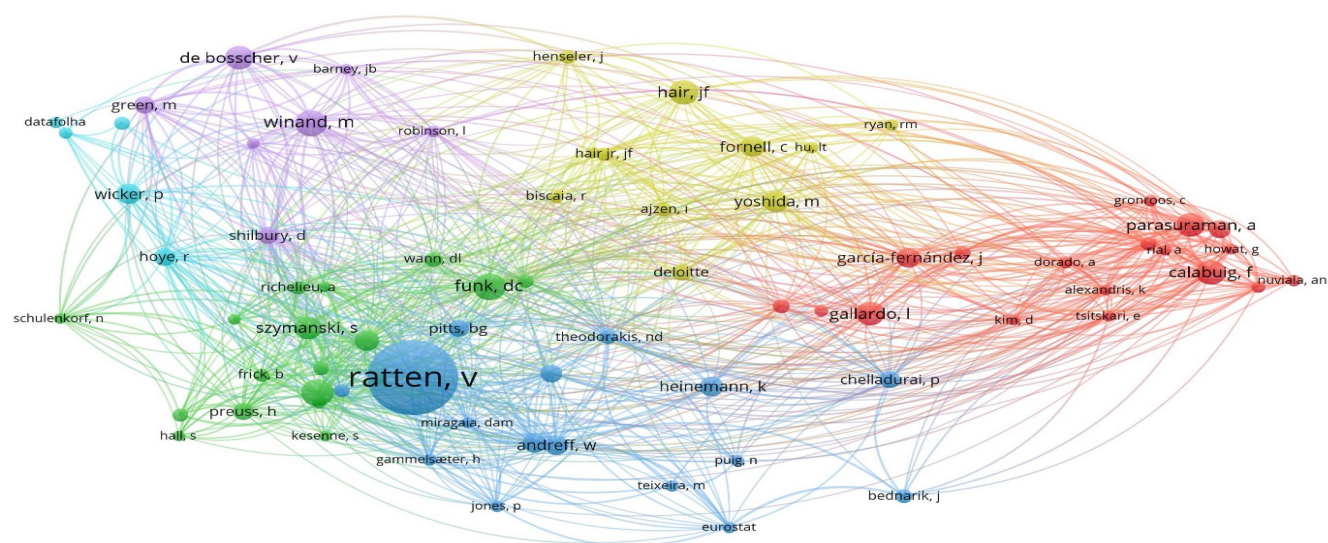 de bosscher, v
barney, jb
henseler, j
hair, jf
green, m
datafolha
winand, m
robinson, l
ryan, rm
fornell, c
hu, lt
hair jr, jf
wicker, p
biscaia, r
ajzen, i
yoshida, m
gronroos, c
parasuraman, a
shilbury, d
hoye, r
wann, dl
deloitte
garcía-fernández, j
dorado, a
rial, a
howat, g
calabuig, f
nuviala, an
richelieu, a
funk, dc
alexandris, k
schulenkorf, n
szymanski, s
pitts, bg
theodorakis, nd
gallardo, l
kim, d
tsitskari, e
frick, b
ratten, v
heinemann, k
chelladurai, p
preuss, h
miragaia, dam
hall, s
kesenne, s
andreff, w
gammelsæter, h
puig, n
teixeira, m
jones, p
bednarik, j
eurostat